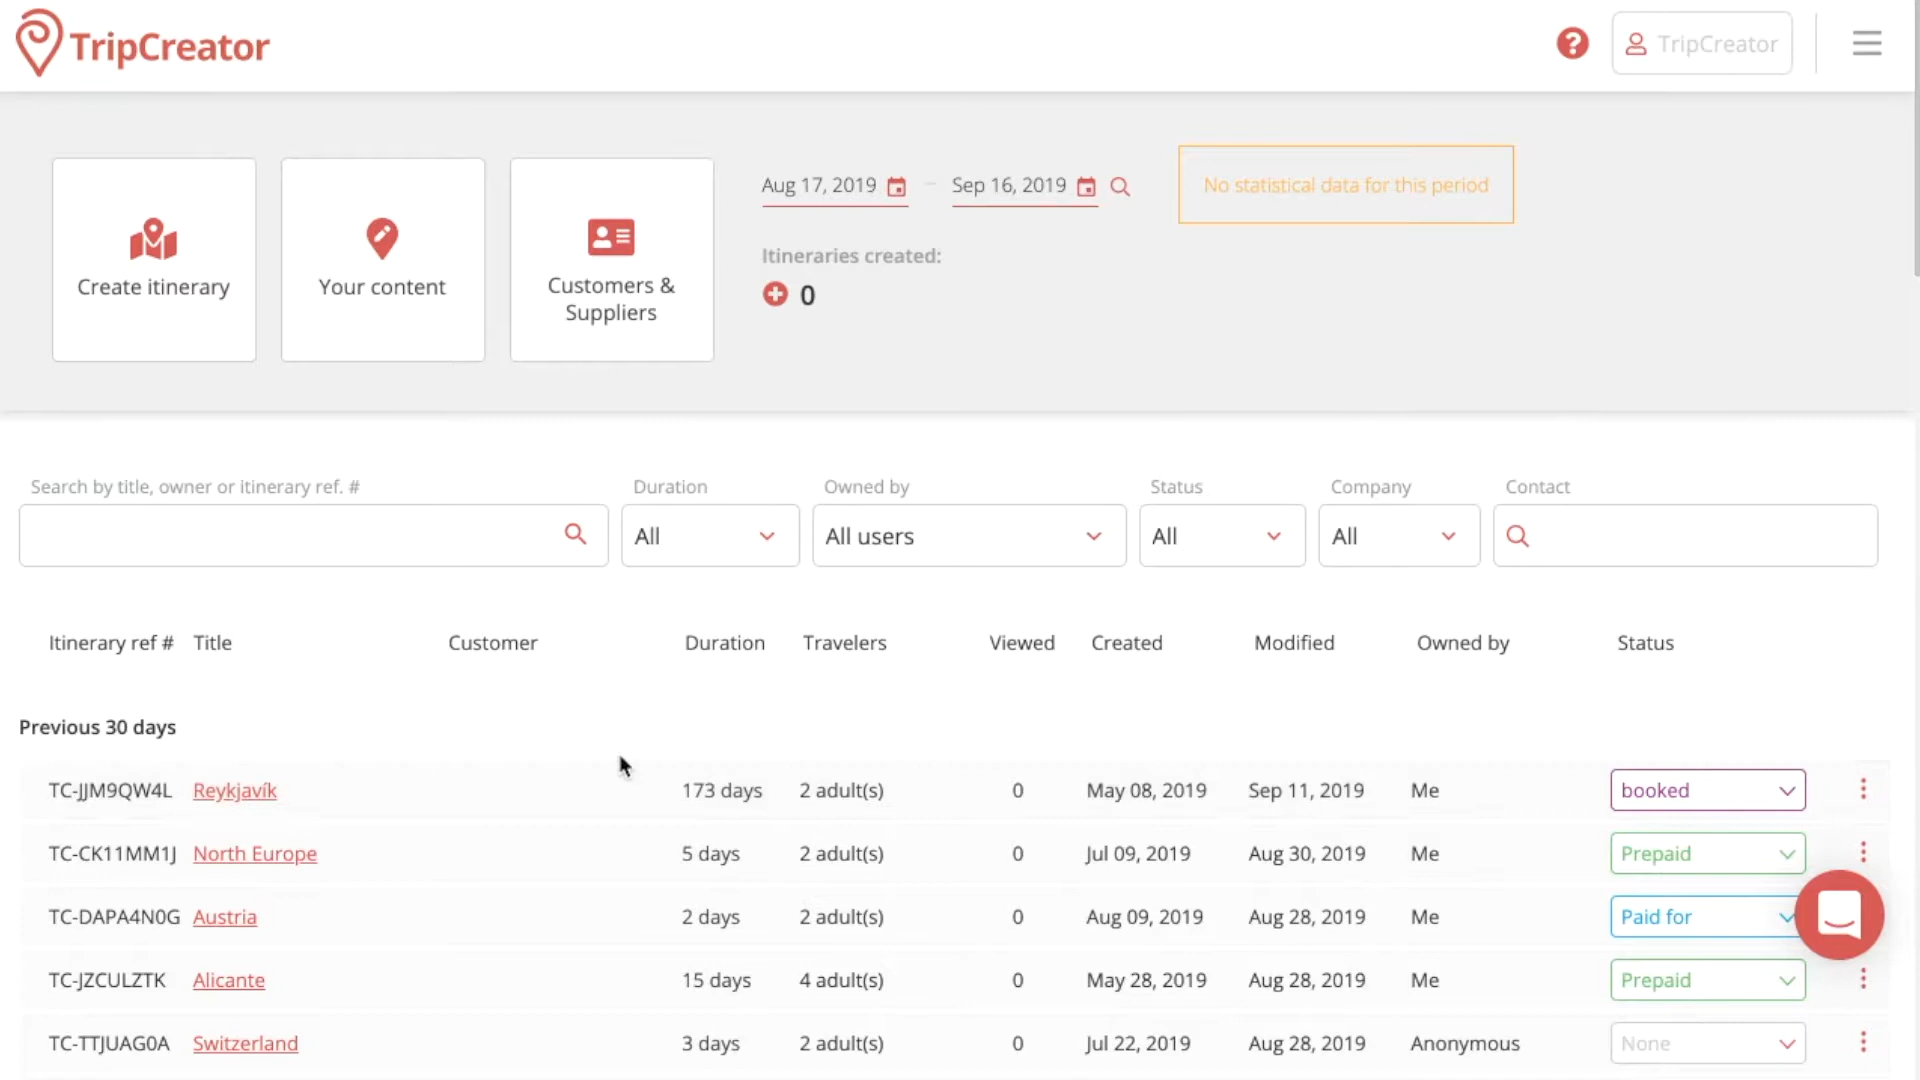 TripCreator
TripCreator
Create itinerary
Your content
Customers &
Suppliers
Aug 17, 2019 – Sep 16, 2019
No statistical data for this period
Itineraries created:
0
Search by title, owner or itinerary ref. # Duration Owned by Status Company Contact
All All users All All
Itinerary ref # Title Customer Duration Travelers Viewed Created Modified Owned by Status
Previous 30 days
TC-JJM9QW4L Reykjavík 173 days 2 adult(s) 0 May 08, 2019 Sep 11, 2019 Me booked
TC-CK11MM1J North Europe 5 days 2 adult(s) 0 Jul 09, 2019 Aug 30, 2019 Me Prepaid
TC-DAPA4N0G Austria 2 days 2 adult(s) 0 Aug 09, 2019 Aug 28, 2019 Me Paid for
TC-JZCULZTK Alicante 15 days 4 adult(s) 0 May 28, 2019 Aug 28, 2019 Me Prepaid
TC-TTJUAG0A Switzerland 3 days 2 adult(s) 0 Jul 22, 2019 Aug 28, 2019 Anonymous None